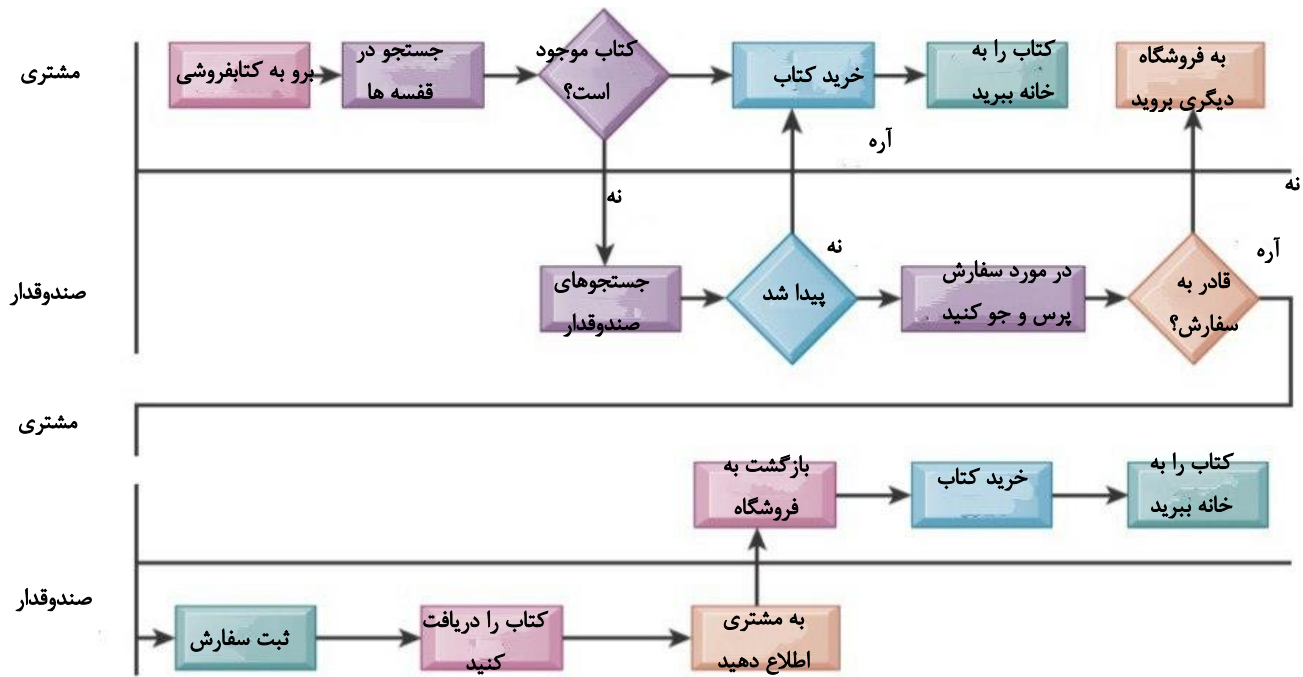 مشتری
برو به کتابفروشی
جستجو در
قفسه ها
کتاب موجود
است؟
خرید کتاب
کتاب را به
خانه ببرید
به فروشگاه
دیگری بروید
آره
نه
نه
صندوقدار
جستجوهای
صندوقدار
پیدا شد
نه
در مورد سفارش
پرس و جو کنید
قادر به
سفارش؟
آره
مشتری
بازگشت به
فروشگاه
خرید کتاب
کتاب را به
خانه ببرید
صندوقدار
ثبت سفارش
کتاب را دریافت
کنید
به مشتری
اطلاع دهید